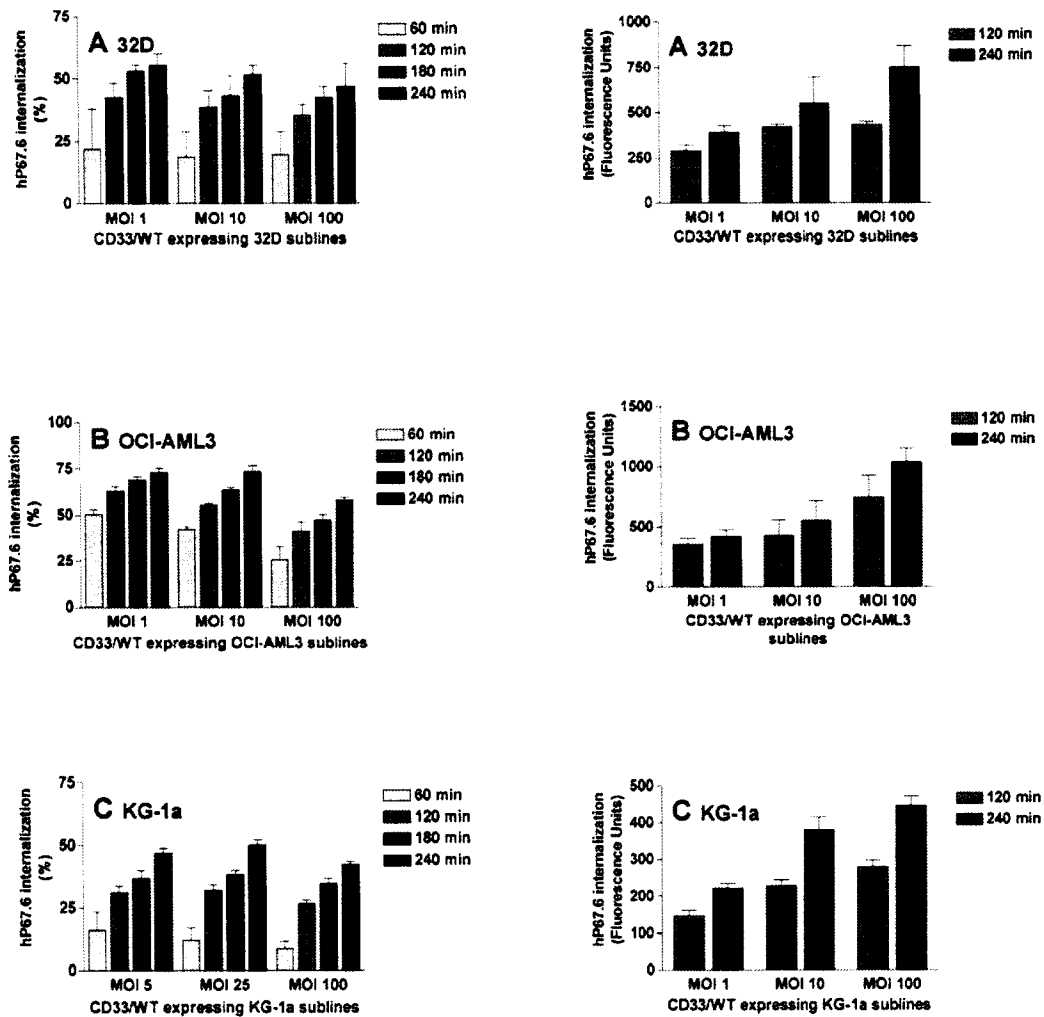 A 32D
hP67.6 internalization
(%)
75
50
25
0
60 min
120 min
180 min
240 min
MOI 1 MOI 10 MOI 100
CD33/WT expressing 32D sublines
A 32D
hP67.6 internalization
(Fluorescence Units)
1000
750
500
250
0
120 min
240 min
MOI 1 MOI 10 MOI 100
CD33/WT expressing 32D sublines
B OCI-AML3
hP67.6 internalization
(%)
100
75
50
25
0
60 min
120 min
180 min
240 min
MOI 1 MOI 10 MOI 100
CD33/WT expressing OCI-AML3 sublines
B OCI-AML3
hP67.6 internalization
(Fluorescence Units)
1500
1000
500
0
120 min
240 min
MOI 1 MOI 10 MOI 100
CD33/WT expressing OCI-AML3
sublines
C KG-1a
hP67.6 internalization
(%)
75
50
25
0
60 min
120 min
180 min
240 min
MOI 5 MOI 25 MOI 100
CD33/WT expressing KG-1a sublines
C KG-1a
hP67.6 internalization
(Fluorescence Units)
500
400
300
200
100
0
120 min
240 min
MOI 1 MOI 10 MOI 100
CD33/WT expressing KG-1a sublines